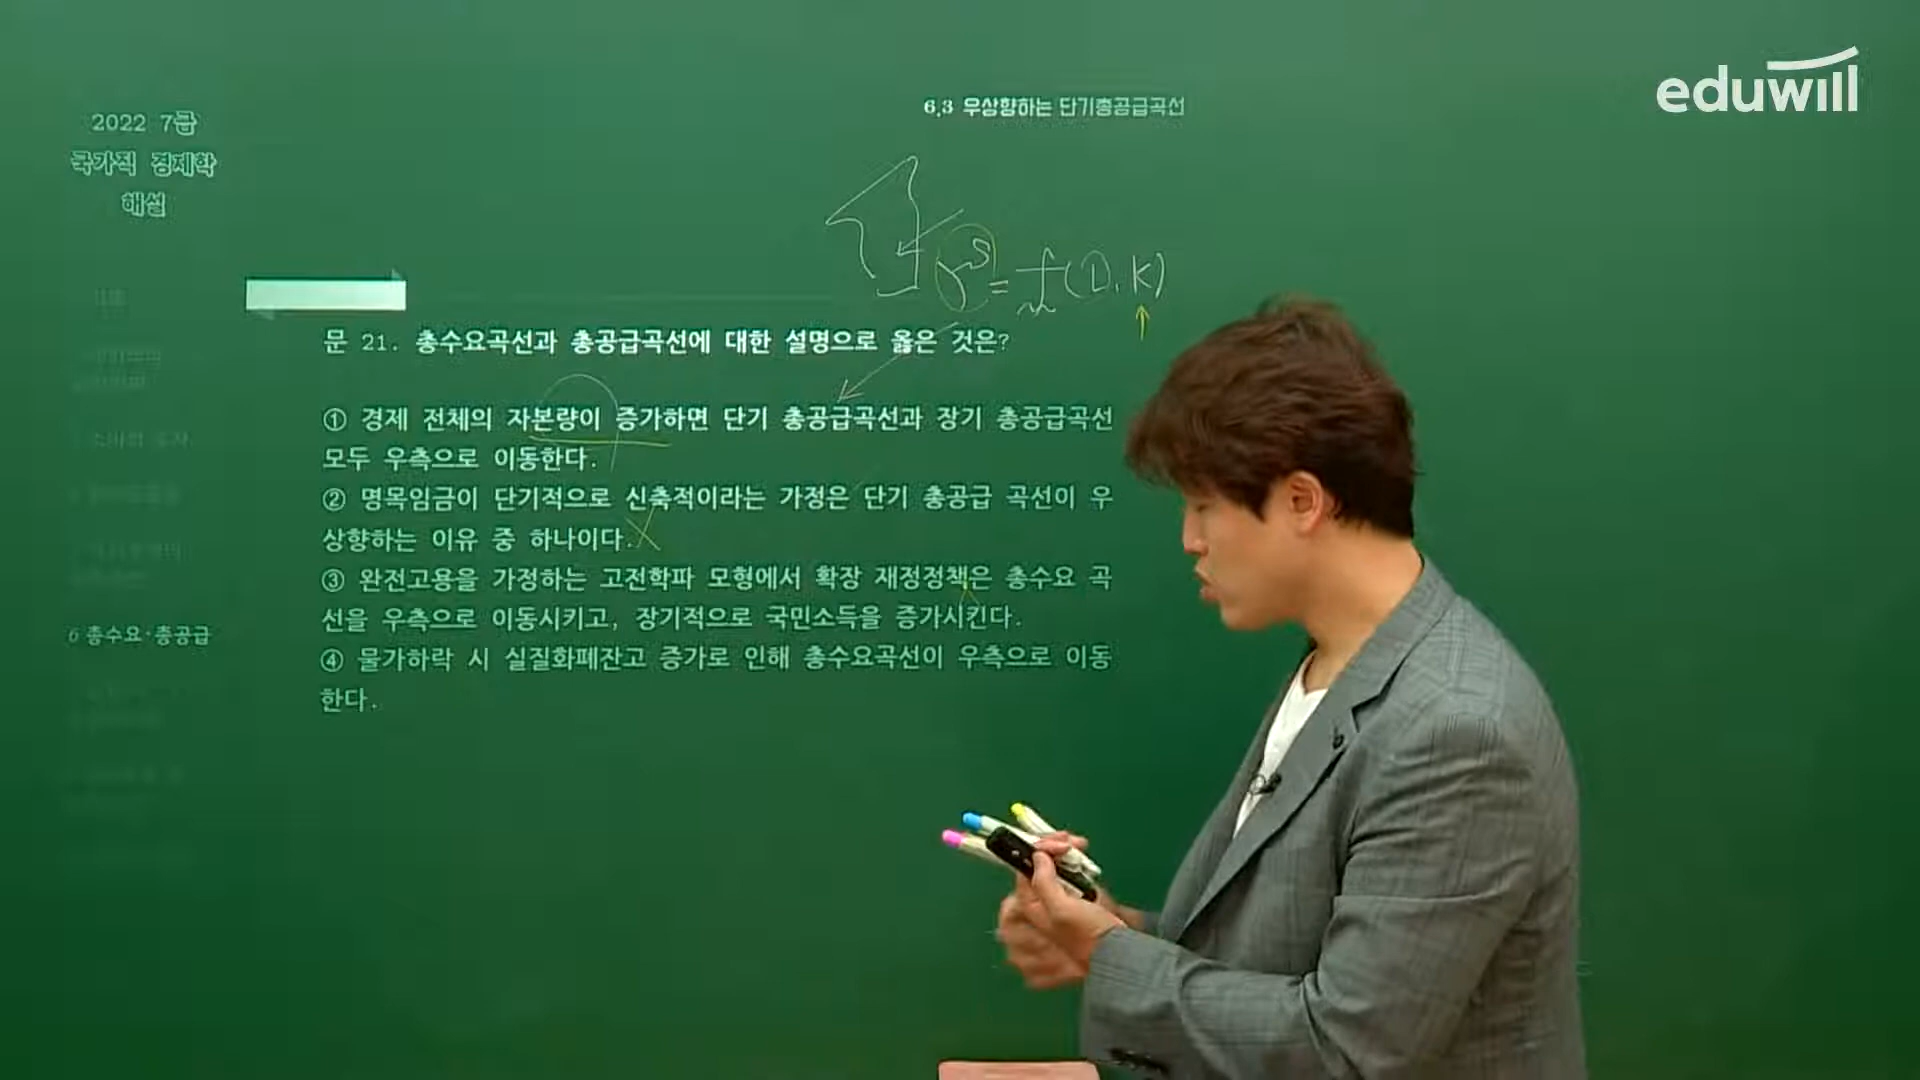 eduwill
6.3 우상향하는 단기총공급곡선
2022 7급
국가직 경제학
해설
Y^S = f(L, K)
문 21. 총수요곡선과 총공급곡선에 대한 설명으로 옳은 것은?
① 경제 전체의 자본량이 증가하면 단기 총공급곡선과 장기 총공급곡선
모두 우측으로 이동한다.
② 명목임금이 단기적으로 신축적이라는 가정은 단기 총공급 곡선이 우
상향하는 이유 중 하나이다.
③ 완전고용을 가정하는 고전학파 모형에서 확장 재정정책은 총수요 곡
선을 우측으로 이동시키고, 장기적으로 국민소득을 증가시킨다.
④ 물가하락 시 실질화폐잔고 증가로 인해 총수요곡선이 우측으로 이동
한다.
6 총수요·총공급